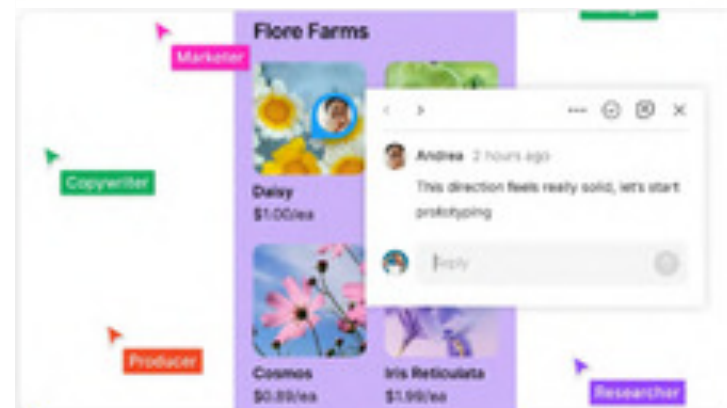 Flore Farms
Marketer
Andrea 2 hours ago
Copywriter
This direction feels really solid, let's start
prototyping
Daisy
$1.00/ea
Reply
Producer
Cosmos
Iris Reticulata
$0.89/ea
$1.99/ea
Researcher